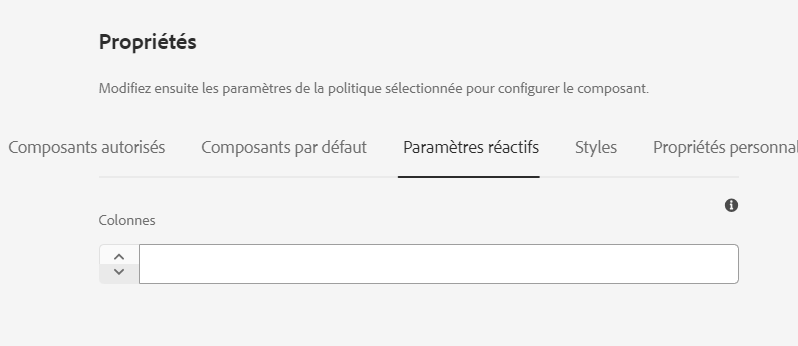 Propriétés
Modifiez ensuite les paramètres de la politique sélectionnée pour configurer le composant.
Composants autorisés Composants par défaut Paramètres réactifs Styles Propriétés personnal
Colonnes